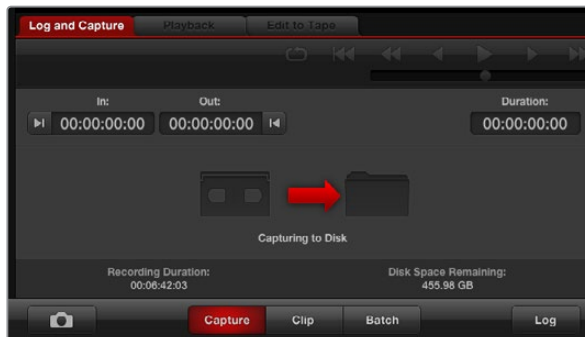 Log and Capture Playback Edit to Tape
In: Out: Duration:
00:00:00:00 00:00:00:00 00:00:00:00
Capturing to Disk
Recording Duration: Disk Space Remaining:
00:06:42:03 455.98 GB
Capture Clip Batch Log